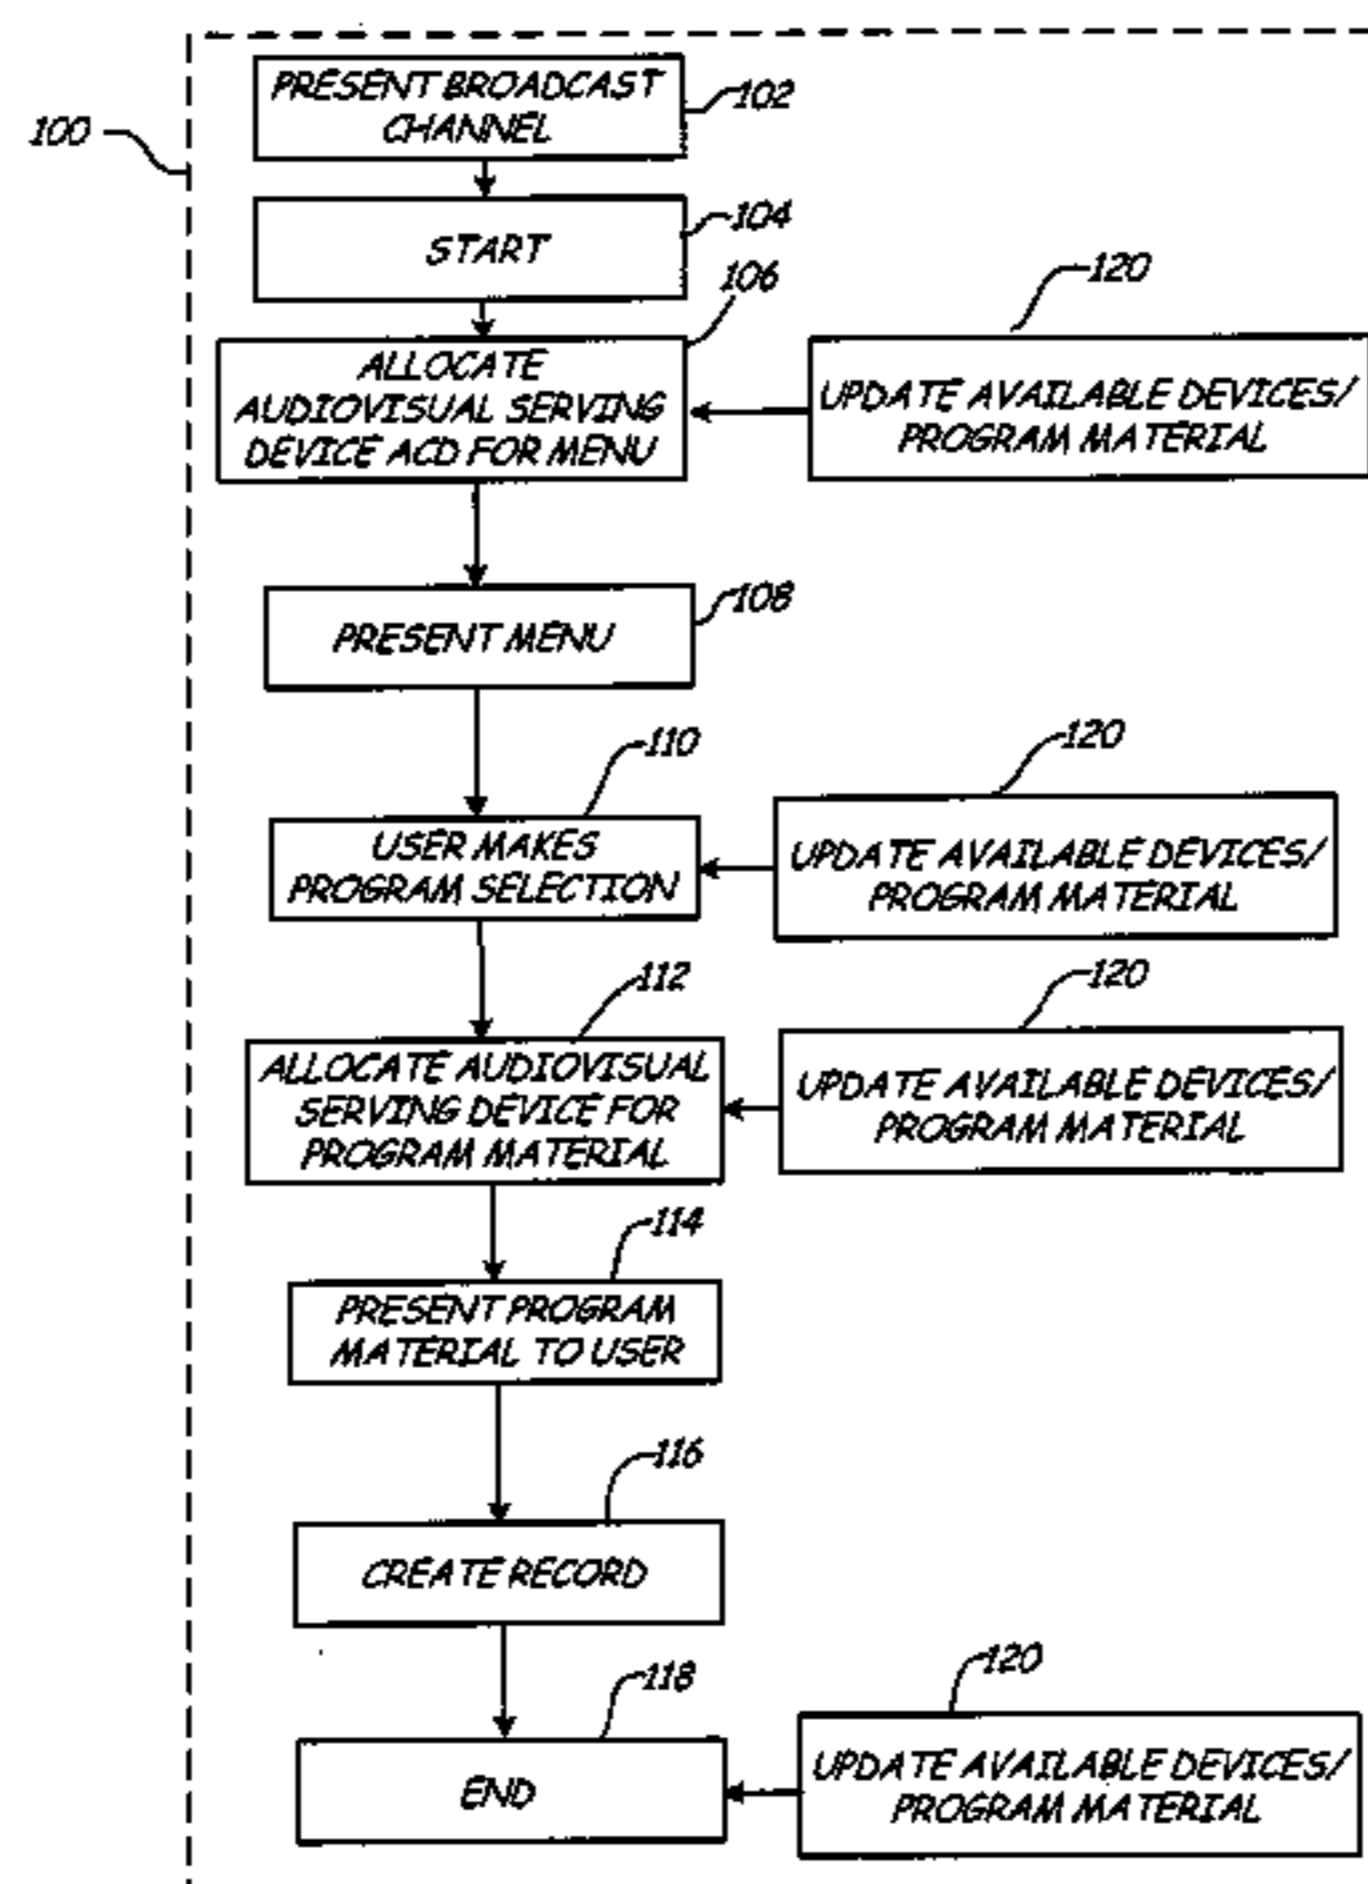 100
PRESENT BROADCAST
CHANNEL
102
START
104
106
ALLOCATE
AUDIOVISUAL SERVING
DEVICE ACD FOR MENU
120
UPDATE AVAILABLE DEVICES/
PROGRAM MATERIAL
PRESENT MENU
108
110
USER MAKES
PROGRAM SELECTION
120
UPDATE AVAILABLE DEVICES/
PROGRAM MATERIAL
112
ALLOCATE AUDIOVISUAL
SERVING DEVICE FOR
PROGRAM MATERIAL
120
UPDATE AVAILABLE DEVICES/
PROGRAM MATERIAL
114
PRESENT PROGRAM
MATERIAL TO USER
116
CREATE RECORD
118
END
120
UPDATE AVAILABLE DEVICES/
PROGRAM MATERIAL